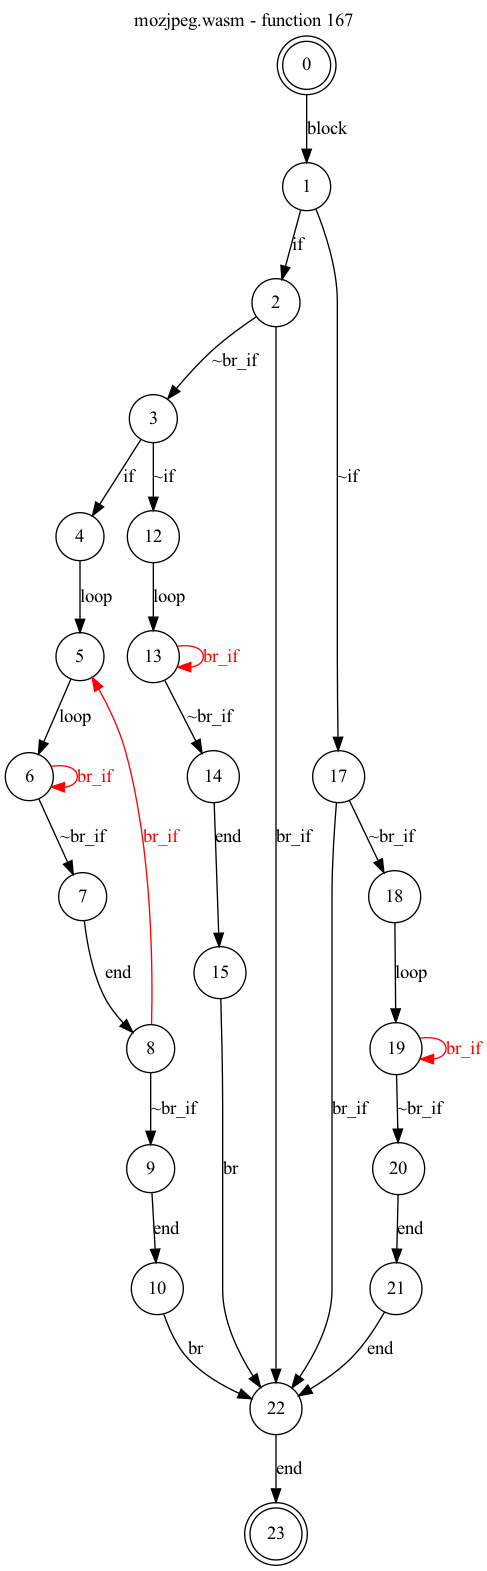 mozjpeg.wasm - function 167
0
block
1
if
2
~br_if
~if
3
if
~if
4
12
loop
loop
5
13
br_if
loop
~br_if
6
br_if
14
17
~br_if
br_if
end
br_if
~br_if
7
18
end
15
loop
8
19
br_if
~br_if
br_if
~br_if
9
br
20
end
end
10
21
br
end
22
end
23